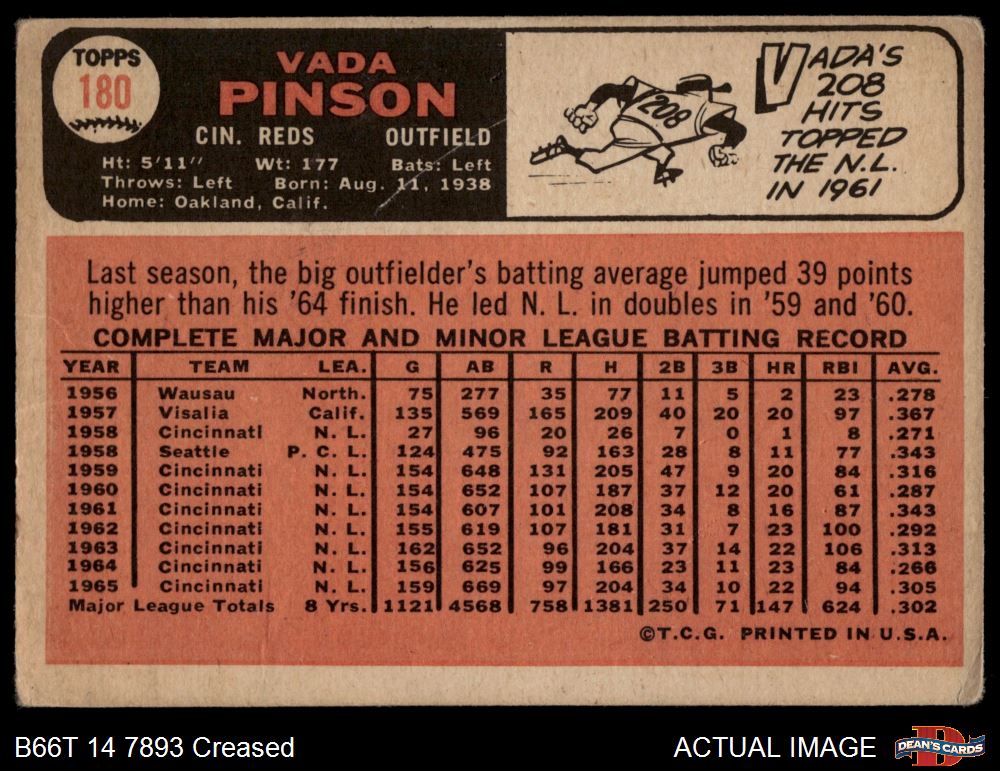 TOPPS
180
VADA
PINSON
CIN. REDS OUTFIELD
Ht: 5'11" Wt: 177 Bats: Left
Throws: Left Born: Aug. 11, 1938
Home: Oakland, Calif.
208
VADA'S
208
HITS
TOPPED
THE N.L.
IN 1961
Last season, the big outfielder's batting average jumped 39 points
higher than his '64 finish. He led N. L. in doubles in '59 and '60.
COMPLETE MAJOR AND MINOR LEAGUE BATTING RECORD
YEAR TEAM LEA. G AB R H 2B 3B HR RBI AVG.
1956 Wausau North. 75 277 35 77 11 5 2 23 .278
1957 Visalia Calif. 135 569 165 209 40 20 20 97 .367
1958 Cincinnati N. L. 27 96 20 26 7 0 1 8 .271
1958 Seattle P. C. L. 124 475 92 163 28 8 11 77 .343
1959 Cincinnati N. L. 154 648 131 205 47 9 20 84 .316
1960 Cincinnati N. L. 154 652 107 187 37 12 20 61 .287
1961 Cincinnati N. L. 154 607 101 208 34 8 16 87 .343
1962 Cincinnati N. L. 155 619 107 181 31 7 23 100 .292
1963 Cincinnati N. L. 162 652 96 204 37 14 22 106 .313
1964 Cincinnati N. L. 156 625 99 166 23 11 23 84 .266
1965 Cincinnati N. L. 159 669 97 204 34 10 22 94 .305
Major League Totals 8 Yrs. 1121 4568 758 1381 250 71 147 624 .302
©T.C.G. PRINTED IN U.S.A.
B66T 14 7893 Creased ACTUAL IMAGE
DEAN'S CARDS